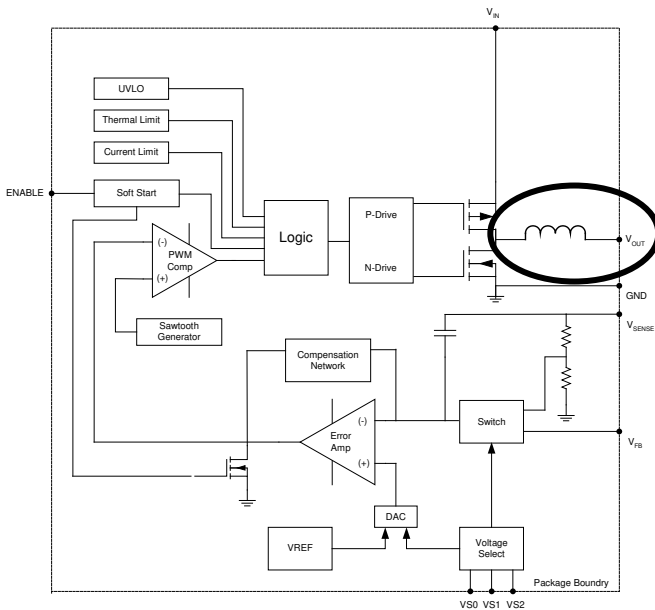 VIN
UVLO
Thermal Limit
Current Limit
ENABLE
Soft Start
P-Drive
Logic
(-)
PWM
Comp
(+)
N-Drive
VOUT
GND
Sawtooth
Generator
VSENSE
Compensation
Network
Switch
(-)
Error
Amp
(+)
VFB
DAC
VREF
Voltage
Select
Package Boundry
VS0 VS1 VS2